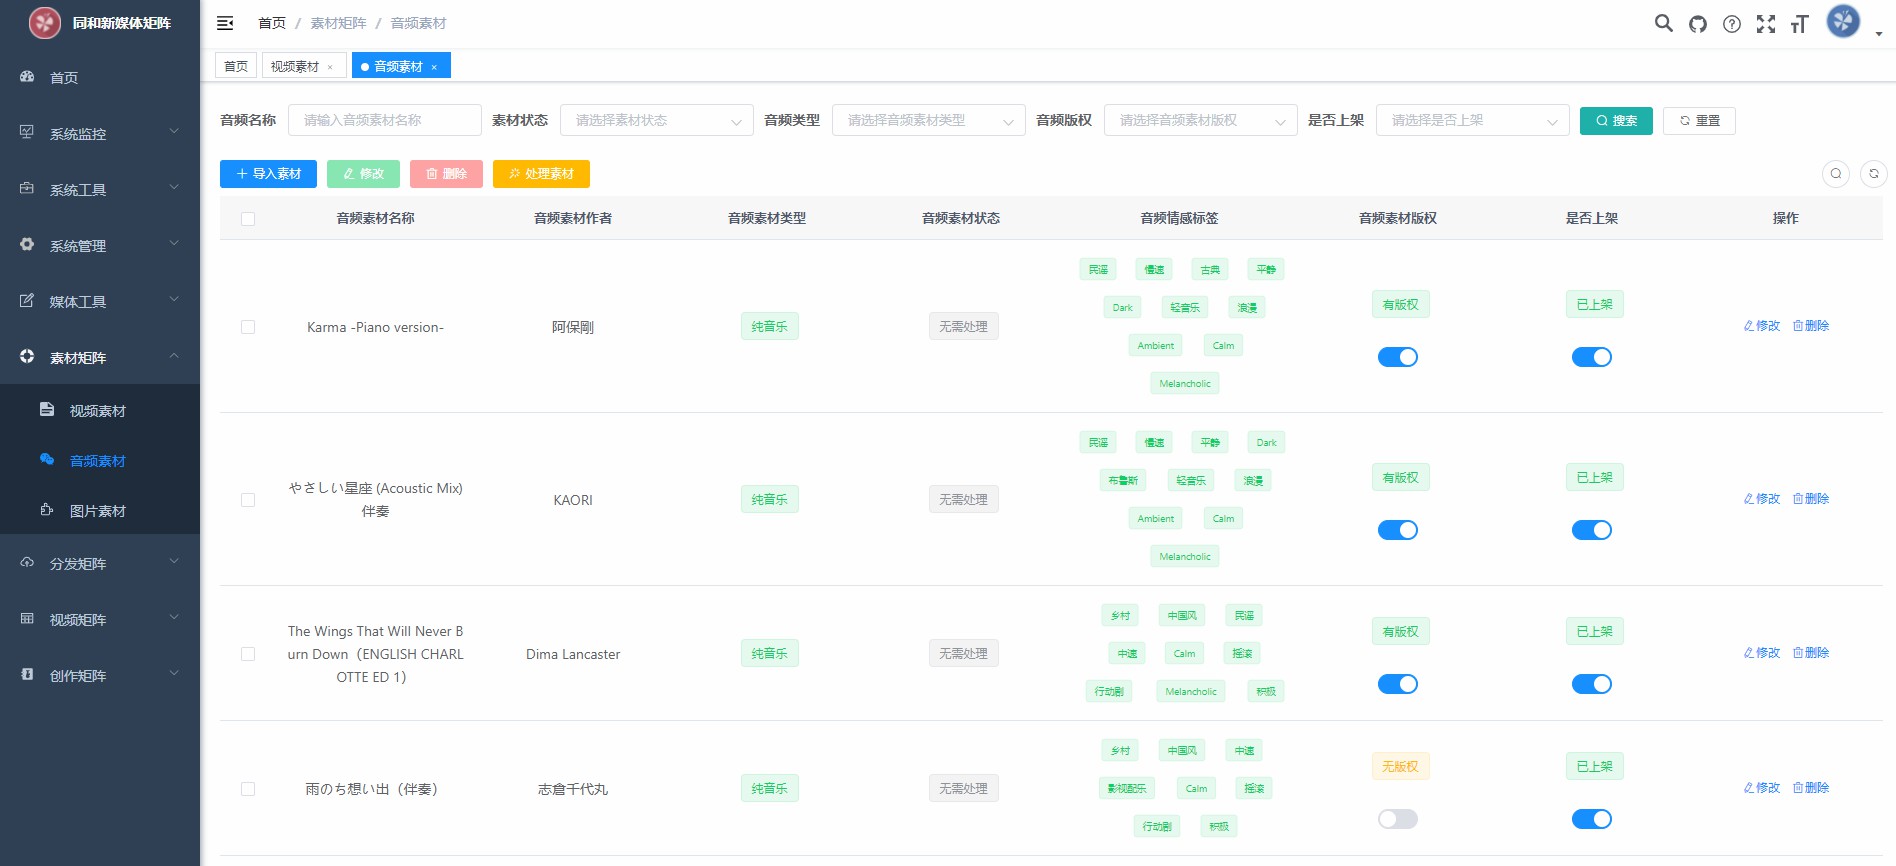 同和新媒体矩阵
首页
系统监控
系统工具
系统管理
媒体工具
素材矩阵
视频素材
音频素材
图片素材
分发矩阵
视频矩阵
创作矩阵
首页 / 素材矩阵 / 音频素材
首页 视频素材 × 音频素材 ×
音频名称 请输入音频素材名称 素材状态 请选择素材状态 音频类型 请选择音频素材类型 音频版权 请选择音频素材版权 是否上架 请选择是否上架 搜索 重置
导入素材 修改 删除 处理素材
音频素材名称 音频素材作者 音频素材类型 音频素材状态 音频情感标签 音频素材版权 是否上架 操作
民谣 慢速 古典 平静
Dark 轻音乐 浪漫
Ambient Calm
Melancholic
Karma -Piano version- 阿保剛 纯音乐 无需处理 有版权 已上架 修改 删除
民谣 慢速 平静 Dark
布鲁斯 轻音乐 浪漫
Ambient Calm
Melancholic
やさしい星座 (Acoustic Mix)
伴奏
KAORI 纯音乐 无需处理 有版权 已上架 修改 删除
乡村 中国风 民谣
中速 Calm 摇滚
行动剧 Melancholic 积极
The Wings That Will Never B
urn Down（ENGLISH CHARL
OTTE ED 1）
Dima Lancaster 纯音乐 无需处理 有版权 已上架 修改 删除
乡村 中国风 中速
影视配乐 Calm 摇滚
行动剧 积极
雨のち想い出（伴奏） 志倉千代丸 纯音乐 无需处理 无版权 已上架 修改 删除